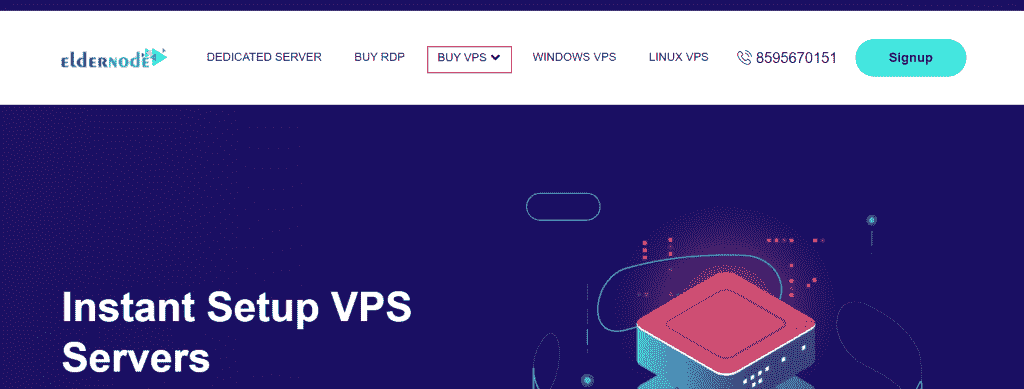 eldernode
DEDICATED SERVER BUY RDP BUY VPS WINDOWS VPS LINUX VPS 8595670151 Signup
Instant Setup VPS
Servers